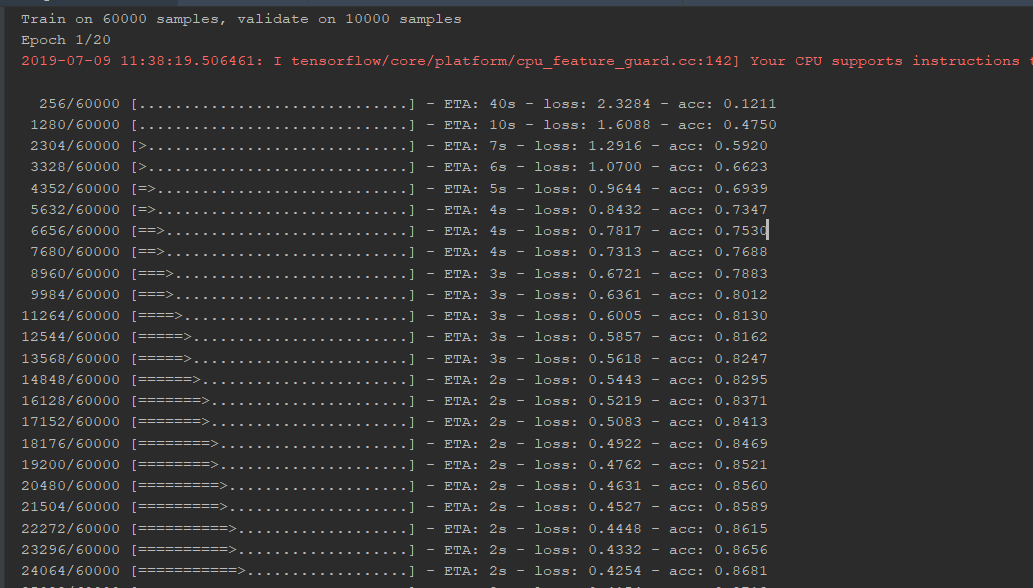 Train on 60000 samples, validate on 10000 samples
Epoch 1/20
2019-07-09 11:38:19.506461: I tensorflow/core/platform/cpu_feature_guard.cc:142] Your CPU supports instructions
256/60000 [..............................] - ETA: 40s - loss: 2.3284 - acc: 0.1211
1280/60000 [..............................] - ETA: 10s - loss: 1.6088 - acc: 0.4750
2304/60000 [>.............................] - ETA: 7s - loss: 1.2916 - acc: 0.5920
3328/60000 [>.............................] - ETA: 6s - loss: 1.0700 - acc: 0.6623
4352/60000 [=>............................] - ETA: 5s - loss: 0.9644 - acc: 0.6939
5632/60000 [=>............................] - ETA: 4s - loss: 0.8432 - acc: 0.7347
6656/60000 [==>...........................] - ETA: 4s - loss: 0.7817 - acc: 0.7530
7680/60000 [==>...........................] - ETA: 4s - loss: 0.7313 - acc: 0.7688
8960/60000 [===>..........................] - ETA: 3s - loss: 0.6721 - acc: 0.7883
9984/60000 [===>..........................] - ETA: 3s - loss: 0.6361 - acc: 0.8012
11264/60000 [====>.........................] - ETA: 3s - loss: 0.6005 - acc: 0.8130
12544/60000 [=====>........................] - ETA: 3s - loss: 0.5857 - acc: 0.8162
13568/60000 [=====>........................] - ETA: 3s - loss: 0.5618 - acc: 0.8247
14848/60000 [======>.......................] - ETA: 2s - loss: 0.5443 - acc: 0.8295
16128/60000 [=======>......................] - ETA: 2s - loss: 0.5219 - acc: 0.8371
17152/60000 [=======>......................] - ETA: 2s - loss: 0.5083 - acc: 0.8413
18176/60000 [========>.....................] - ETA: 2s - loss: 0.4922 - acc: 0.8469
19200/60000 [========>.....................] - ETA: 2s - loss: 0.4762 - acc: 0.8521
20480/60000 [=========>....................] - ETA: 2s - loss: 0.4631 - acc: 0.8560
21504/60000 [=========>....................] - ETA: 2s - loss: 0.4527 - acc: 0.8589
22272/60000 [==========>...................] - ETA: 2s - loss: 0.4448 - acc: 0.8615
23296/60000 [==========>...................] - ETA: 2s - loss: 0.4332 - acc: 0.8656
24064/60000 [===========>..................] - ETA: 2s - loss: 0.4254 - acc: 0.8681